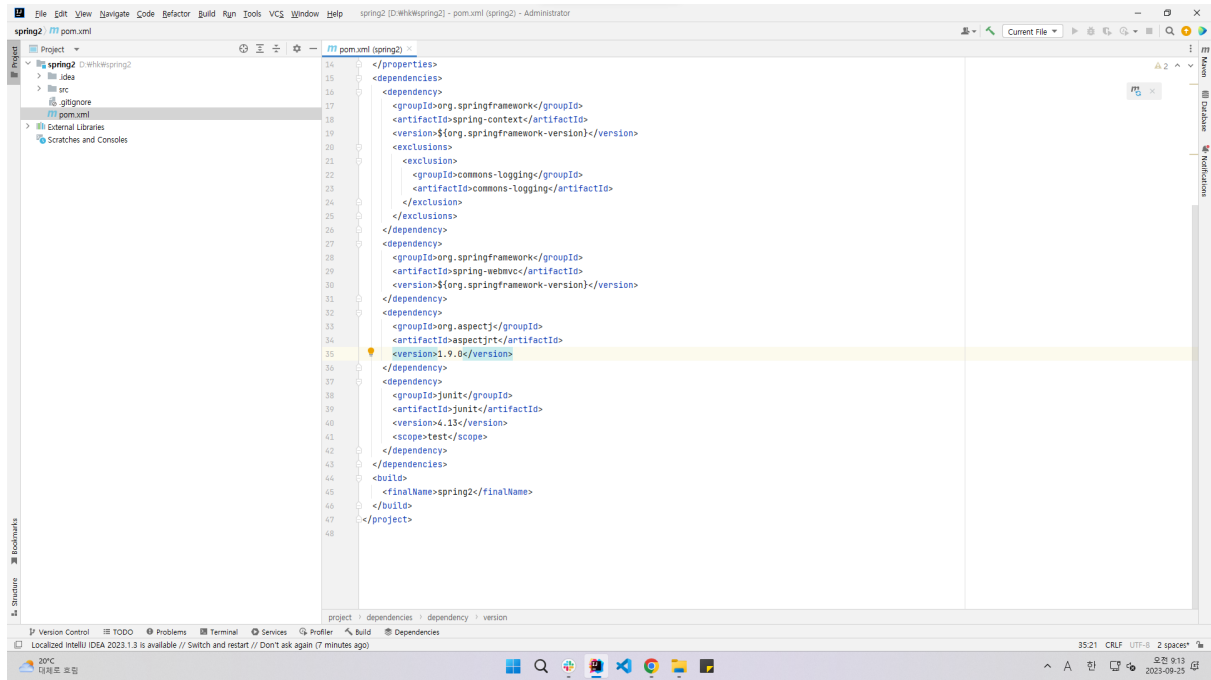 File Edit View Navigate Code Refactor Build Run Tools VCS Window Help spring2 [D:₩hk₩spring2] - pom.xml (spring2) - Administrator
spring2 pom.xml Current File
Project pom.xml (spring2)
spring2 D:₩hk₩spring2
.idea
src
.gitignore
pom.xml
External Libraries
Scratches and Consoles
2
14 </properties>
15 <dependencies>
16 <dependency>
17 <groupId>org.springframework</groupId>
18 <artifactId>spring-context</artifactId>
19 <version>${org.springframework-version}</version>
20 <exclusions>
21 <exclusion>
22 <groupId>commons-logging</groupId>
23 <artifactId>commons-logging</artifactId>
24 </exclusion>
25 </exclusions>
26 </dependency>
27 <dependency>
28 <groupId>org.springframework</groupId>
29 <artifactId>spring-webmvc</artifactId>
30 <version>${org.springframework-version}</version>
31 </dependency>
32 <dependency>
33 <groupId>org.aspectj</groupId>
34 <artifactId>aspectjrt</artifactId>
35 <version>1.9.0</version>
36 </dependency>
37 <dependency>
38 <groupId>junit</groupId>
39 <artifactId>junit</artifactId>
40 <version>4.13</version>
41 <scope>test</scope>
42 </dependency>
43 </dependencies>
44 <build>
45 <finalName>spring2</finalName>
46 </build>
47 </project>
48
Project
Bookmarks
Structure
Maven
Database
Notifications
project › dependencies › dependency › version
Version Control TODO Problems Terminal Services Profiler Build Dependencies
Localized IntelliJ IDEA 2023.1.3 is available // Switch and restart // Don't ask again (7 minutes ago) 35:21 CRLF UTF-8 2 spaces*
20°C
대체로 흐림
A 한
오전 9:13
2023-09-25